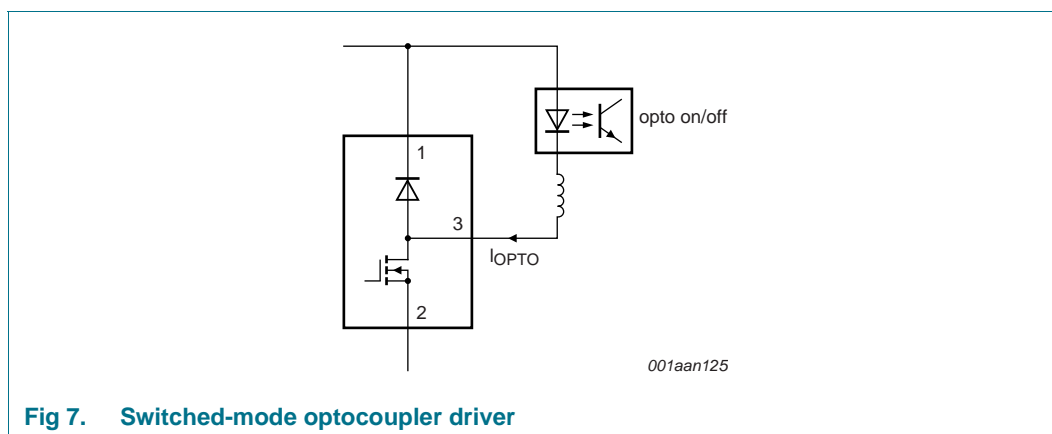 opto on/off
1
3
IOPTO
2
001aan125
Fig 7. Switched-mode optocoupler driver